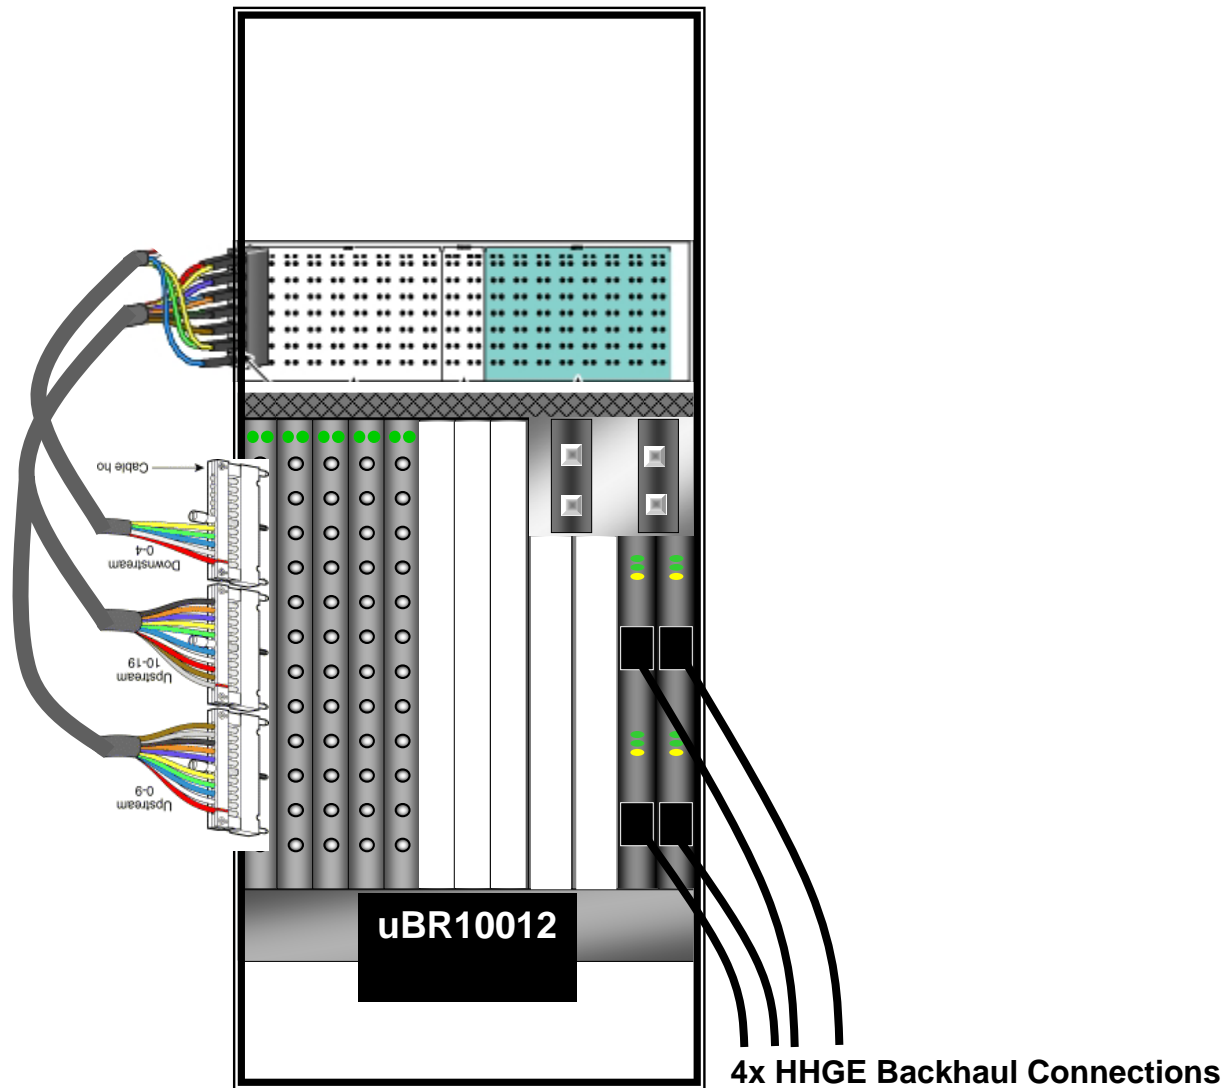 Cable ho
Downstream
0-4
Upstream
10-19
Upstream
0-9
uBR10012
4x HHGE Backhaul Connections